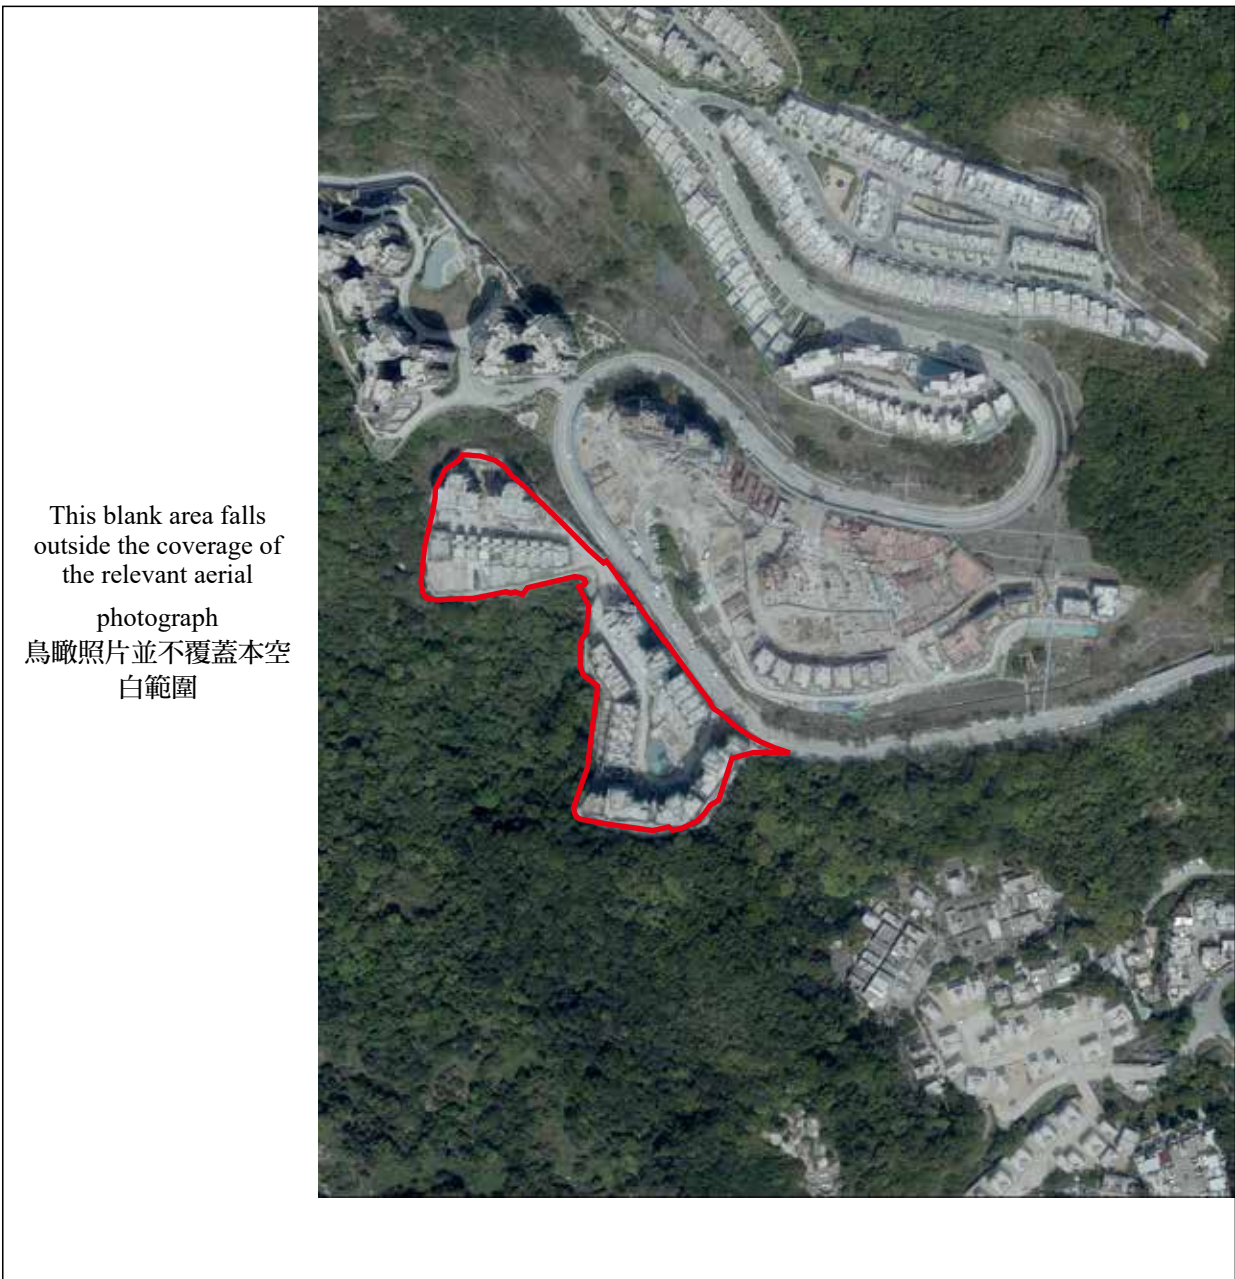 This blank area falls
outside the coverage of
the relevant aerial
photograph
鳥瞰照片並不覆蓋本空
白範圍